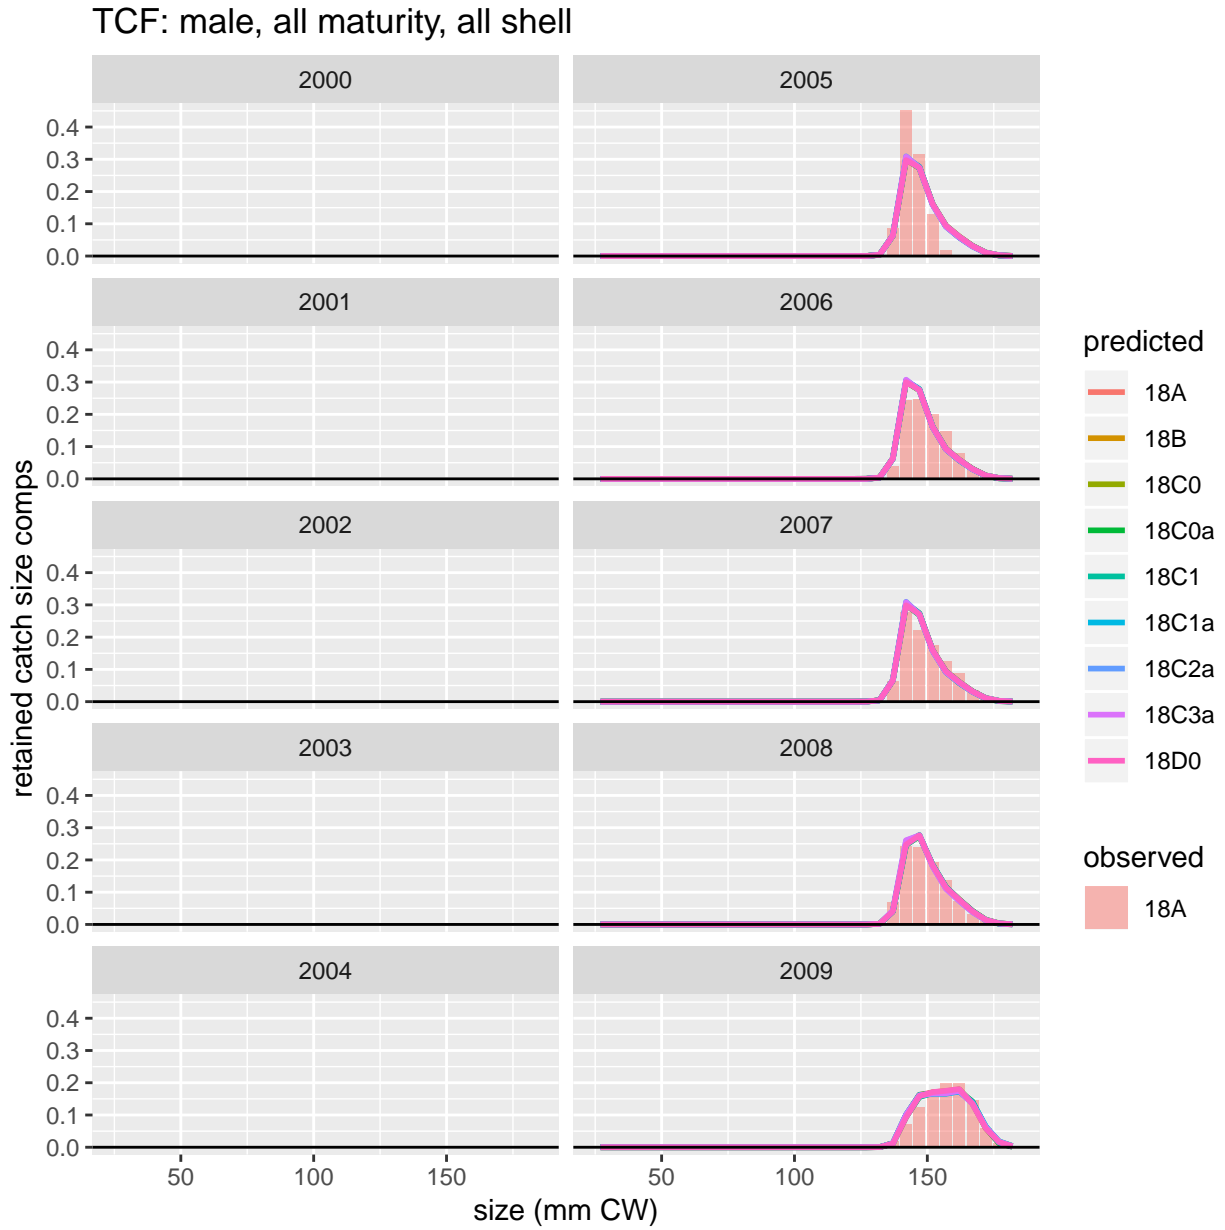 TCF: male, all maturity, all shell
2000
2005
0.4
0.3
0.2
0.1
0.0
2001
2006
0.4
0.3
0.2
0.1
0.0
2002
2007
0.4
0.3
0.2
0.1
0.0
2003
2008
0.4
0.3
0.2
0.1
0.0
2004
2009
0.4
0.3
0.2
0.1
0.0
50 100 150
50 100 150
size (mm CW)
retained catch size comps
predicted
18A
18B
18C0
18C0a
18C1
18C1a
18C2a
18C3a
18D0
observed
18A